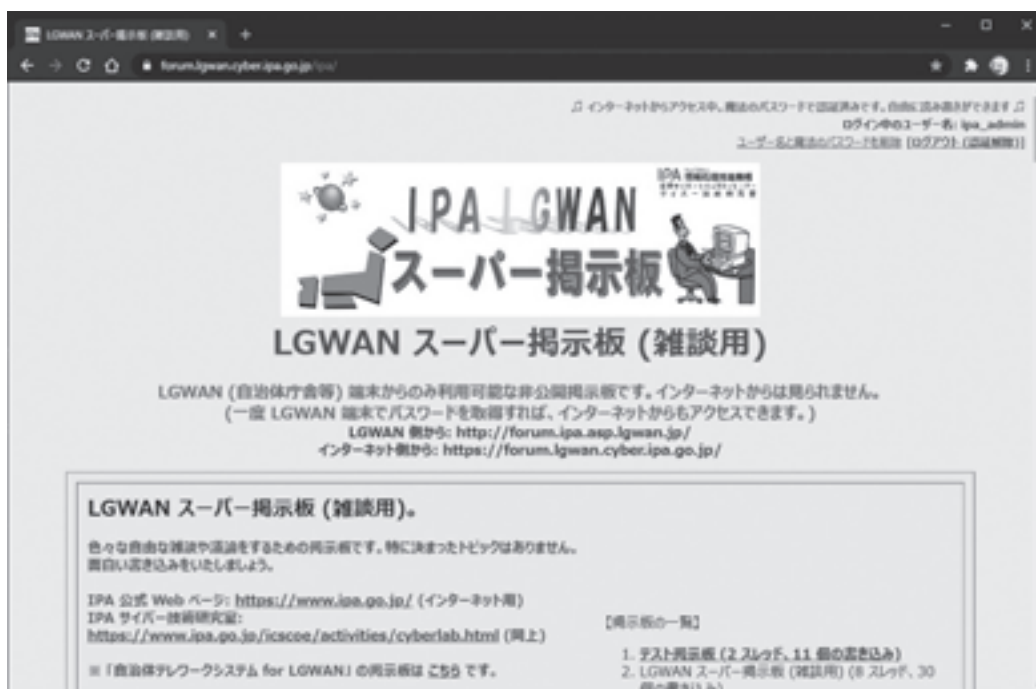 LGWAN スーパー掲示板 (雑談用)
forum.lgwan.cyber.ipa.go.jp/ipa/
♫ インターネットからアクセス中。魔法のパスワードで認証済みです。自由に読み書きができます ♫
ログイン中のユーザー名: ipa_admin
ユーザー名と魔法のパスワードを削除 [ログアウト (認証解除)]
IPA LGWAN
スーパー掲示板
LGWAN スーパー掲示板 (雑談用)
LGWAN (自治体庁舎等) 端末からのみ利用可能な非公開掲示板です。インターネットからは見られません。
(一度 LGWAN 端末でパスワードを取得すれば、インターネットからもアクセスできます。)
LGWAN 側から: http://forum.ipa.asp.lgwan.jp/
インターネット側から: https://forum.lgwan.cyber.ipa.go.jp/
LGWAN スーパー掲示板 (雑談用)。
色々な自由な雑談や議論をするための掲示板です。特に決まったトピックはありません。
面白い書き込みをいたしましょう。
IPA 公式 Web ページ: https://www.ipa.go.jp/ (インターネット用)
IPA サイバー技術研究室:
https://www.ipa.go.jp/icscoe/activities/cyberlab.html (同上)
※「自治体テレワークシステム for LGWAN」の掲示板は こちら です。
【掲示板の一覧】
1. テスト掲示板 (2 スレッド、11 個の書き込み)
2. LGWAN スーパー掲示板 (雑談用) (8 スレッド、30
個の書き込み)